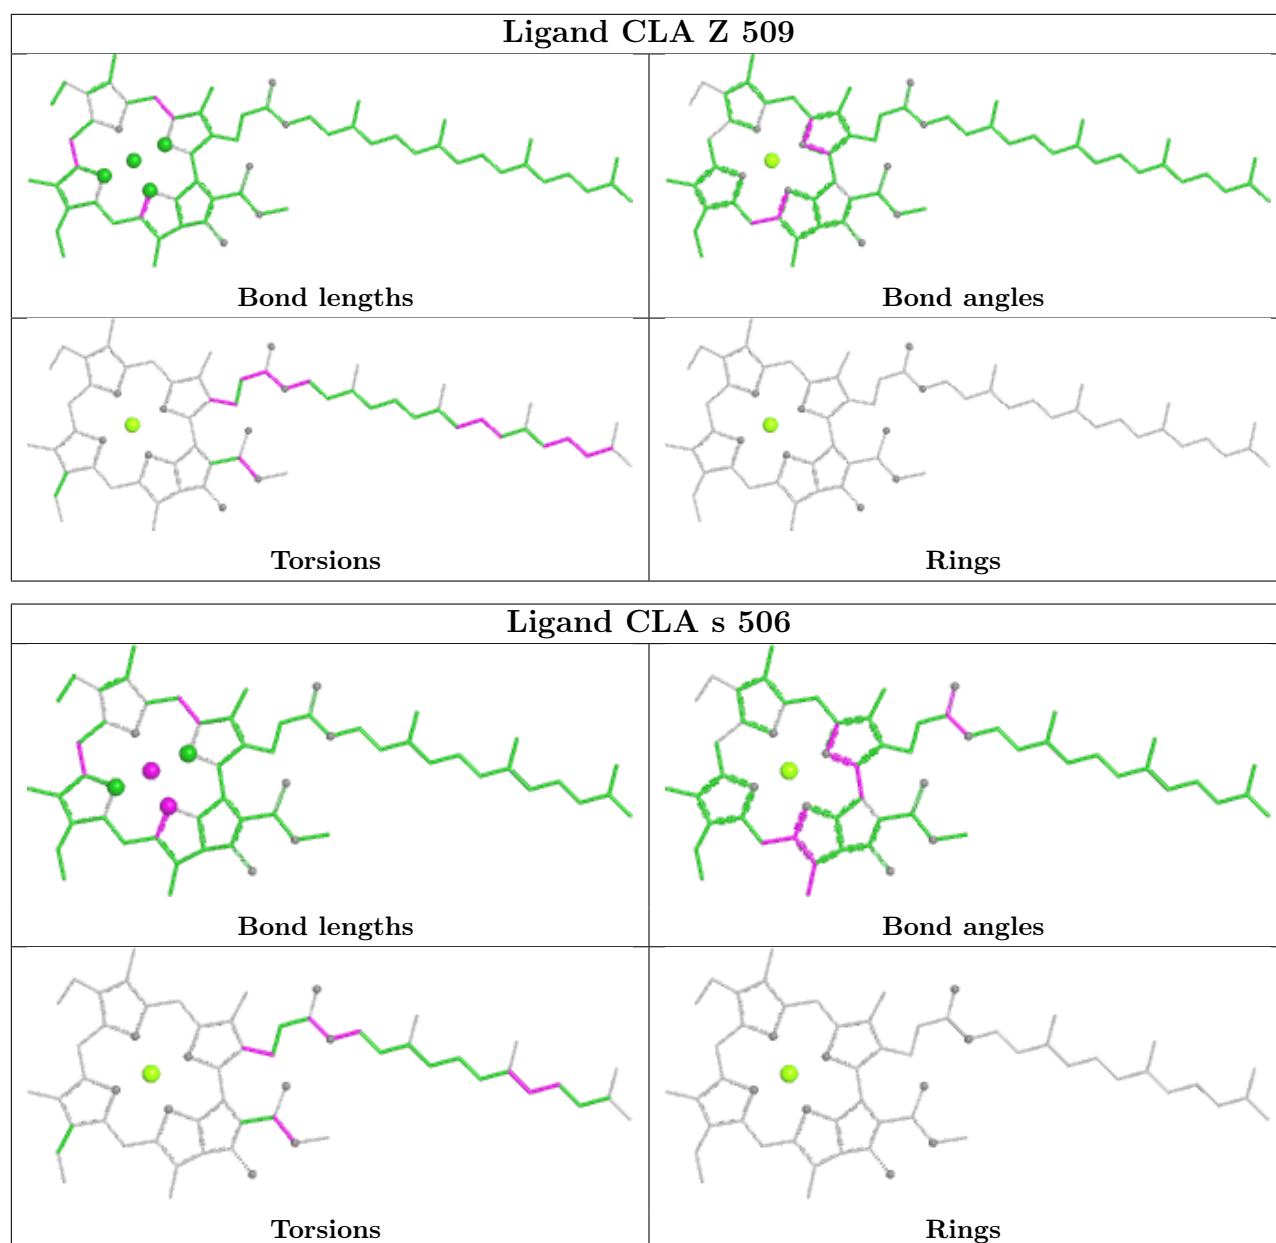 Ligand CLA Z 509
Bond lengths
Bond angles
Torsions
Rings
Ligand CLA s 506
Bond lengths
Bond angles
Torsions
Rings